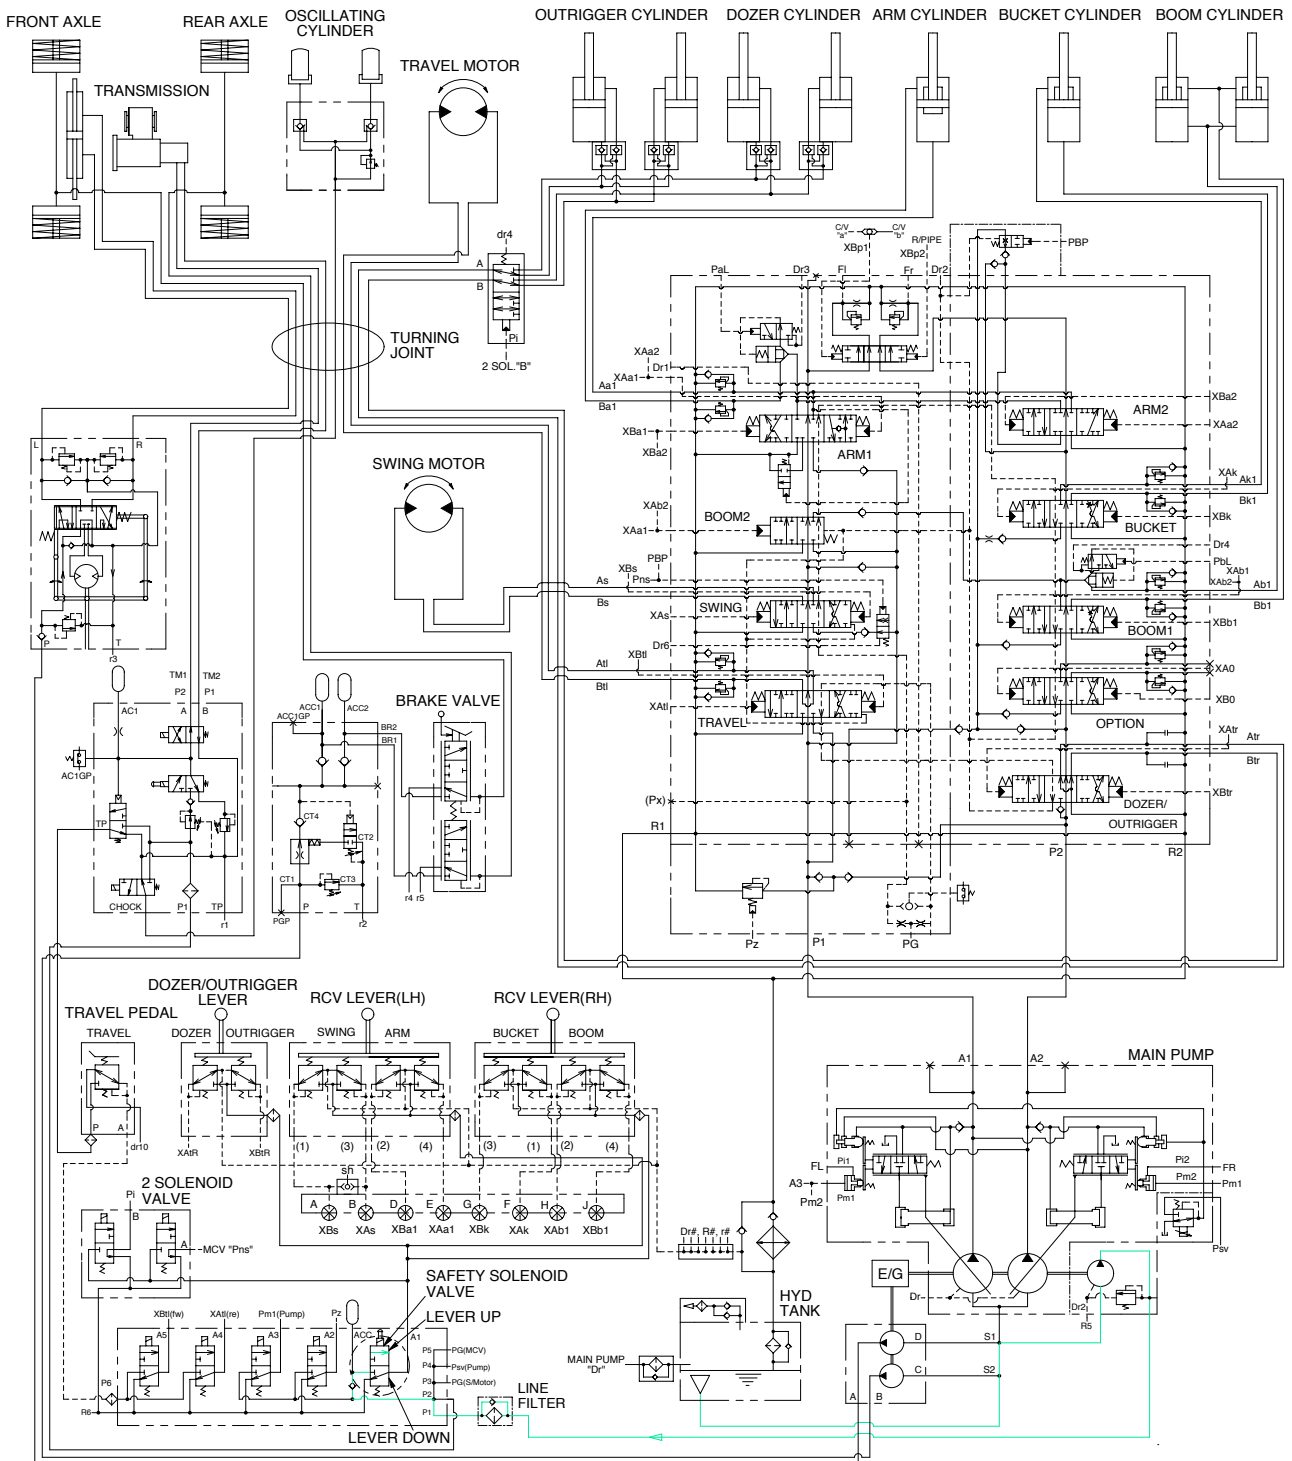 FRONT AXLE
REAR AXLE
OSCILLATING
CYLINDER
TRAVEL MOTOR
OUTRIGGER CYLINDER
DOZER CYLINDER
ARM CYLINDER
BUCKET CYLINDER
BOOM CYLINDER
TRANSMISSION
dr4
A
B
Pi
2 SOL."B"
TURNING
JOINT
C/V
"a"
C/V
"b"
XBp1
R/PIPE
XBp2
PBP
PaL
Dr3
Fl
Fr
Dr2
XAa2
Dr1
XAa1
Aa1
Ba1
XBa2
ARM2
XAa2
XBa1
XBa2
ARM1
L
R
SWING MOTOR
XAk
Ak1
Bk1
XBk
BUCKET
XAb2
BOOM2
XAa1
Dr4
PbL
XAb1
XAb2
Ab1
Bb1
XBb1
BOOM1
PBP
XBs
Pns
As
Bs
SWING
XAs
Dr6
XBtl
Atl
Btl
XAtl
TRAVEL
XA0
XB0
OPTION
XAtr
Atr
Btr
XBtr
DOZER/
OUTRIGGER
(Px)
R1
P2
R2
Pz
P1
PG
P
T
r3
TM1
TM2
P2
P1
A
B
AC1
AC1GP
TP
CHOCK
P1
TP
r1
ACC1
ACC1GP
ACC2
BR2
BR1
CT4
CT2
CT1
CT3
PGP
P
T
r2
BRAKE VALVE
r4
r5
DOZER/OUTRIGGER
LEVER
RCV LEVER(LH)
RCV LEVER(RH)
TRAVEL PEDAL
TRAVEL
DOZER
OUTRIGGER
SWING
ARM
BUCKET
BOOM
P
A
dr10
XAtR
XBtR
(1)
(3)
(2)
(4)
(3)
(1)
(2)
(4)
sh
A
B
D
E
G
F
H
J
XBs
XAs
XBa1
XAa1
XBk
XAk
XAb1
XBb1
A1
A2
MAIN PUMP
FL
Pi1
Pm1
A3
Pm2
Pi2
FR
Pm2
Pm1
Psv
E/G
Dr
Dr2
R5
2 SOLENOID
VALVE
Pi
B
A
MCV "Pns"
Dr#, R#, r#
HYD
TANK
MAIN PUMP
"Dr"
SAFETY SOLENOID
VALVE
LEVER UP
LEVER DOWN
XBtl(fw)
XAtl(re)
Pm1(Pump)
Pz
A5
A4
A3
A2
ACC
A1
P6
R6
P5
PG(MCV)
P4
Psv(Pump)
P3
PG(S/Motor)
P2
P1
LINE
FILTER
D
S1
C
S2
A
B